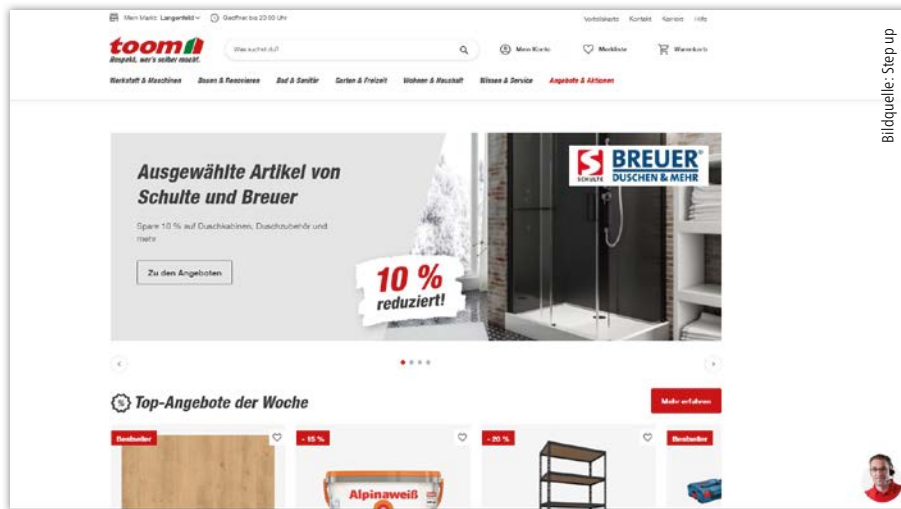 Mein Markt: Langenfeld
Geöffnet bis 20:00 Uhr
Vorteilskarte Kontakt Karriere Hilfe
toom
Respekt, wer's selber macht.
Was suchst du?
Mein Konto
Merkliste
Warenkorb
Werkstatt & Maschinen Bauen & Renovieren Bad & Sanitär Garten & Freizeit Wohnen & Haushalt Wissen & Service Angebote & Aktionen
Bildquelle: Step up
Ausgewählte Artikel von
Schulte und Breuer
Spare 10 % auf Duschkabinen, Duschzubehör und
mehr
Zu den Angeboten
10 %
reduziert!
S
SCHULTE
BREUER®
DUSCHEN & MEHR
Top-Angebote der Woche
Mehr erfahren
Bestseller
- 15 %
- 20 %
Bestseller
Alpinaweiß